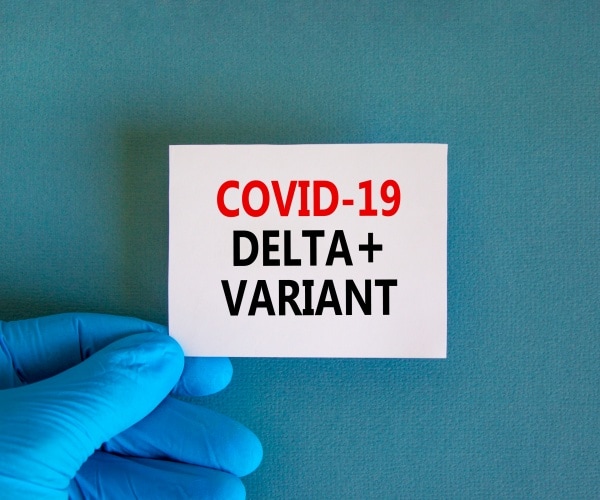 COVID-19
DELTA+
VARIANT